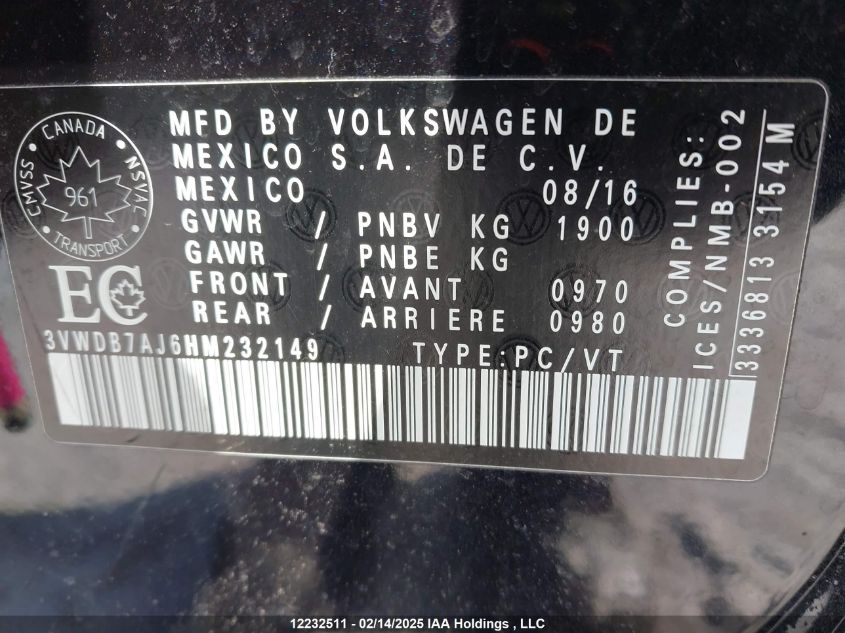 CANADA
CMVSS
NSVAC
961
TRANSPORT
EC
MFD BY VOLKSWAGEN DE
MEXICO S.A. DE C.V.
MEXICO 08/16
GVWR / PNBV KG 1900
GAWR / PNBE KG
FRONT / AVANT 0970
REAR / ARRIERE 0980
3VWDB7AJ6HM232149 TYPE:PC/VT
COMPLIES:
ICES/NMB-002
3336813 3154 M
12232511 - 02/14/2025 IAA Holdings , LLC